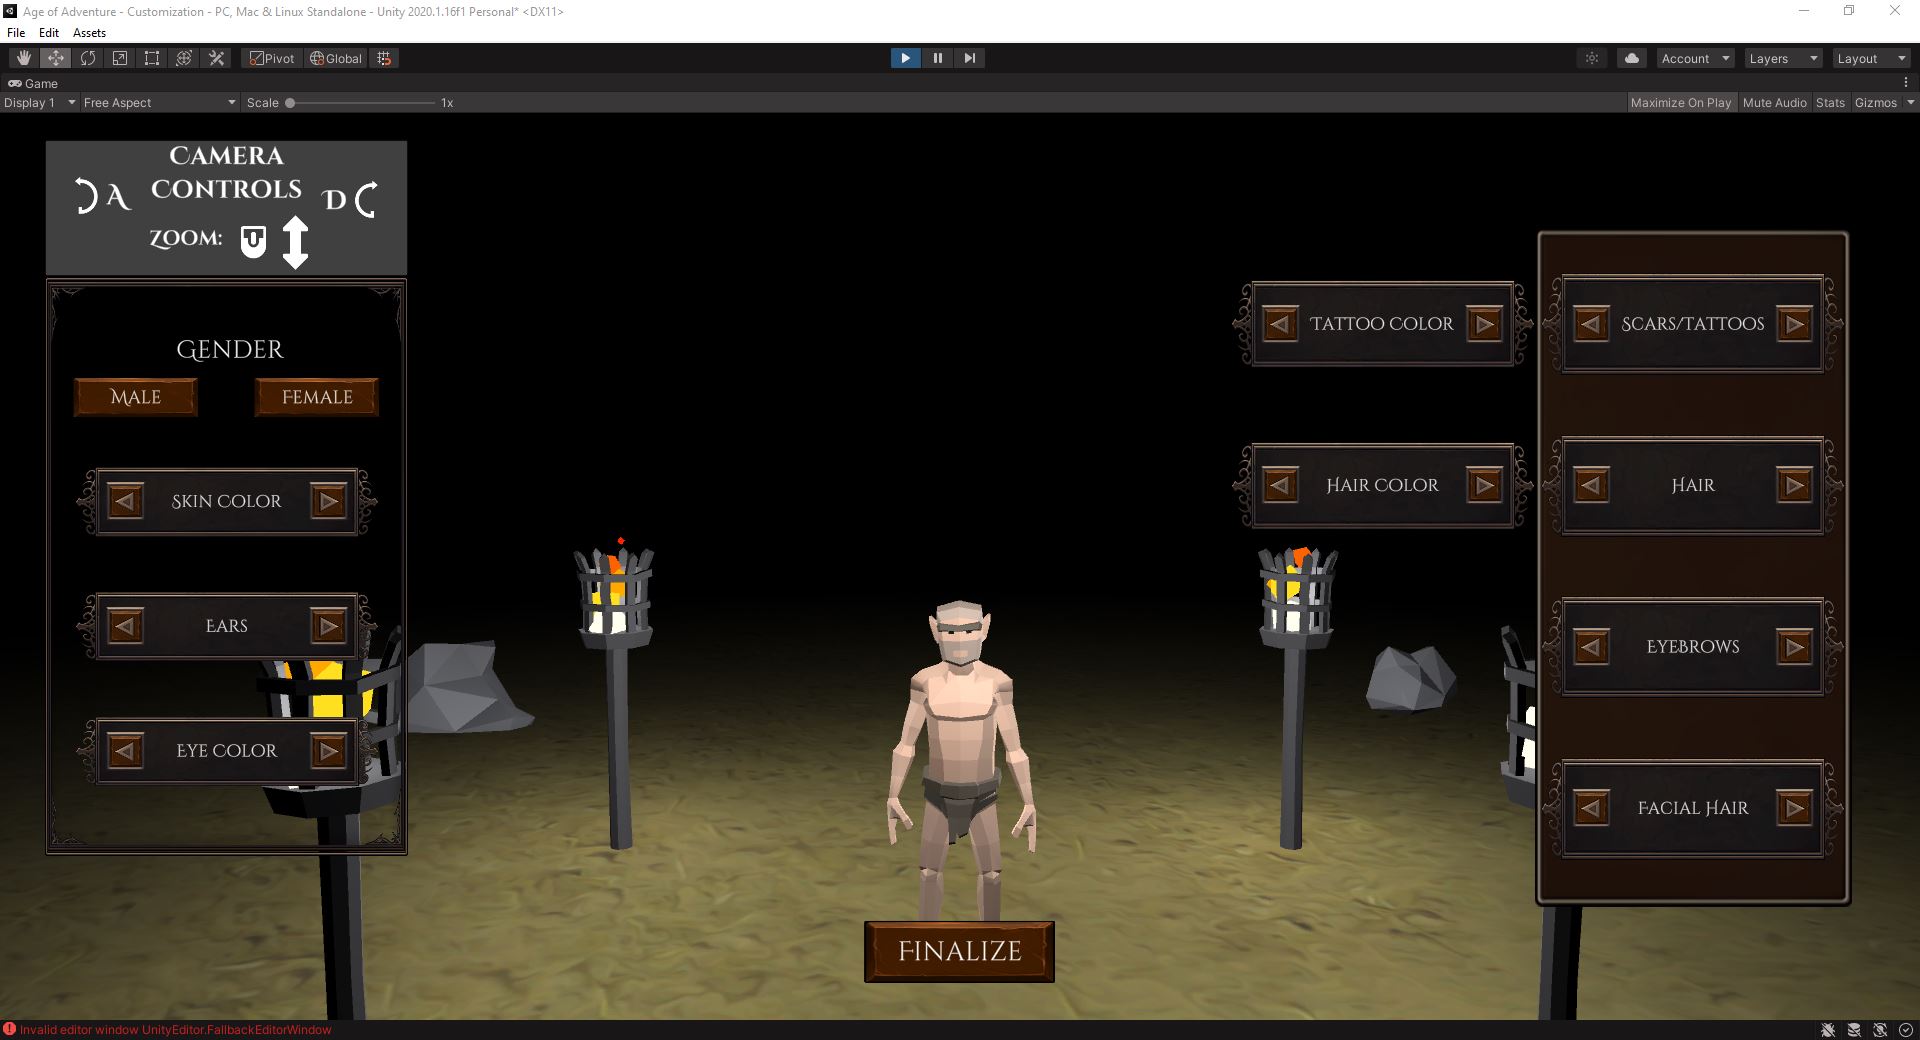 Age of Adventure - Customization - PC, Mac & Linux Standalone - Unity 2020.1.16f1 Personal* <DX11>
File Edit Assets
Pivot Global Account Layers Layout
Game
Display 1 Free Aspect Scale 1x Maximize On Play Mute Audio Stats Gizmos
CAMERA
CONTROLS
A D
ZOOM:
GENDER
MALE FEMALE
SKIN COLOR
EARS
EYE COLOR
TATTOO COLOR SCARS/TATTOOS
HAIR COLOR HAIR
EYEBROWS
FACIAL HAIR
FINALIZE
Invalid editor window UnityEditor.FallbackEditorWindow